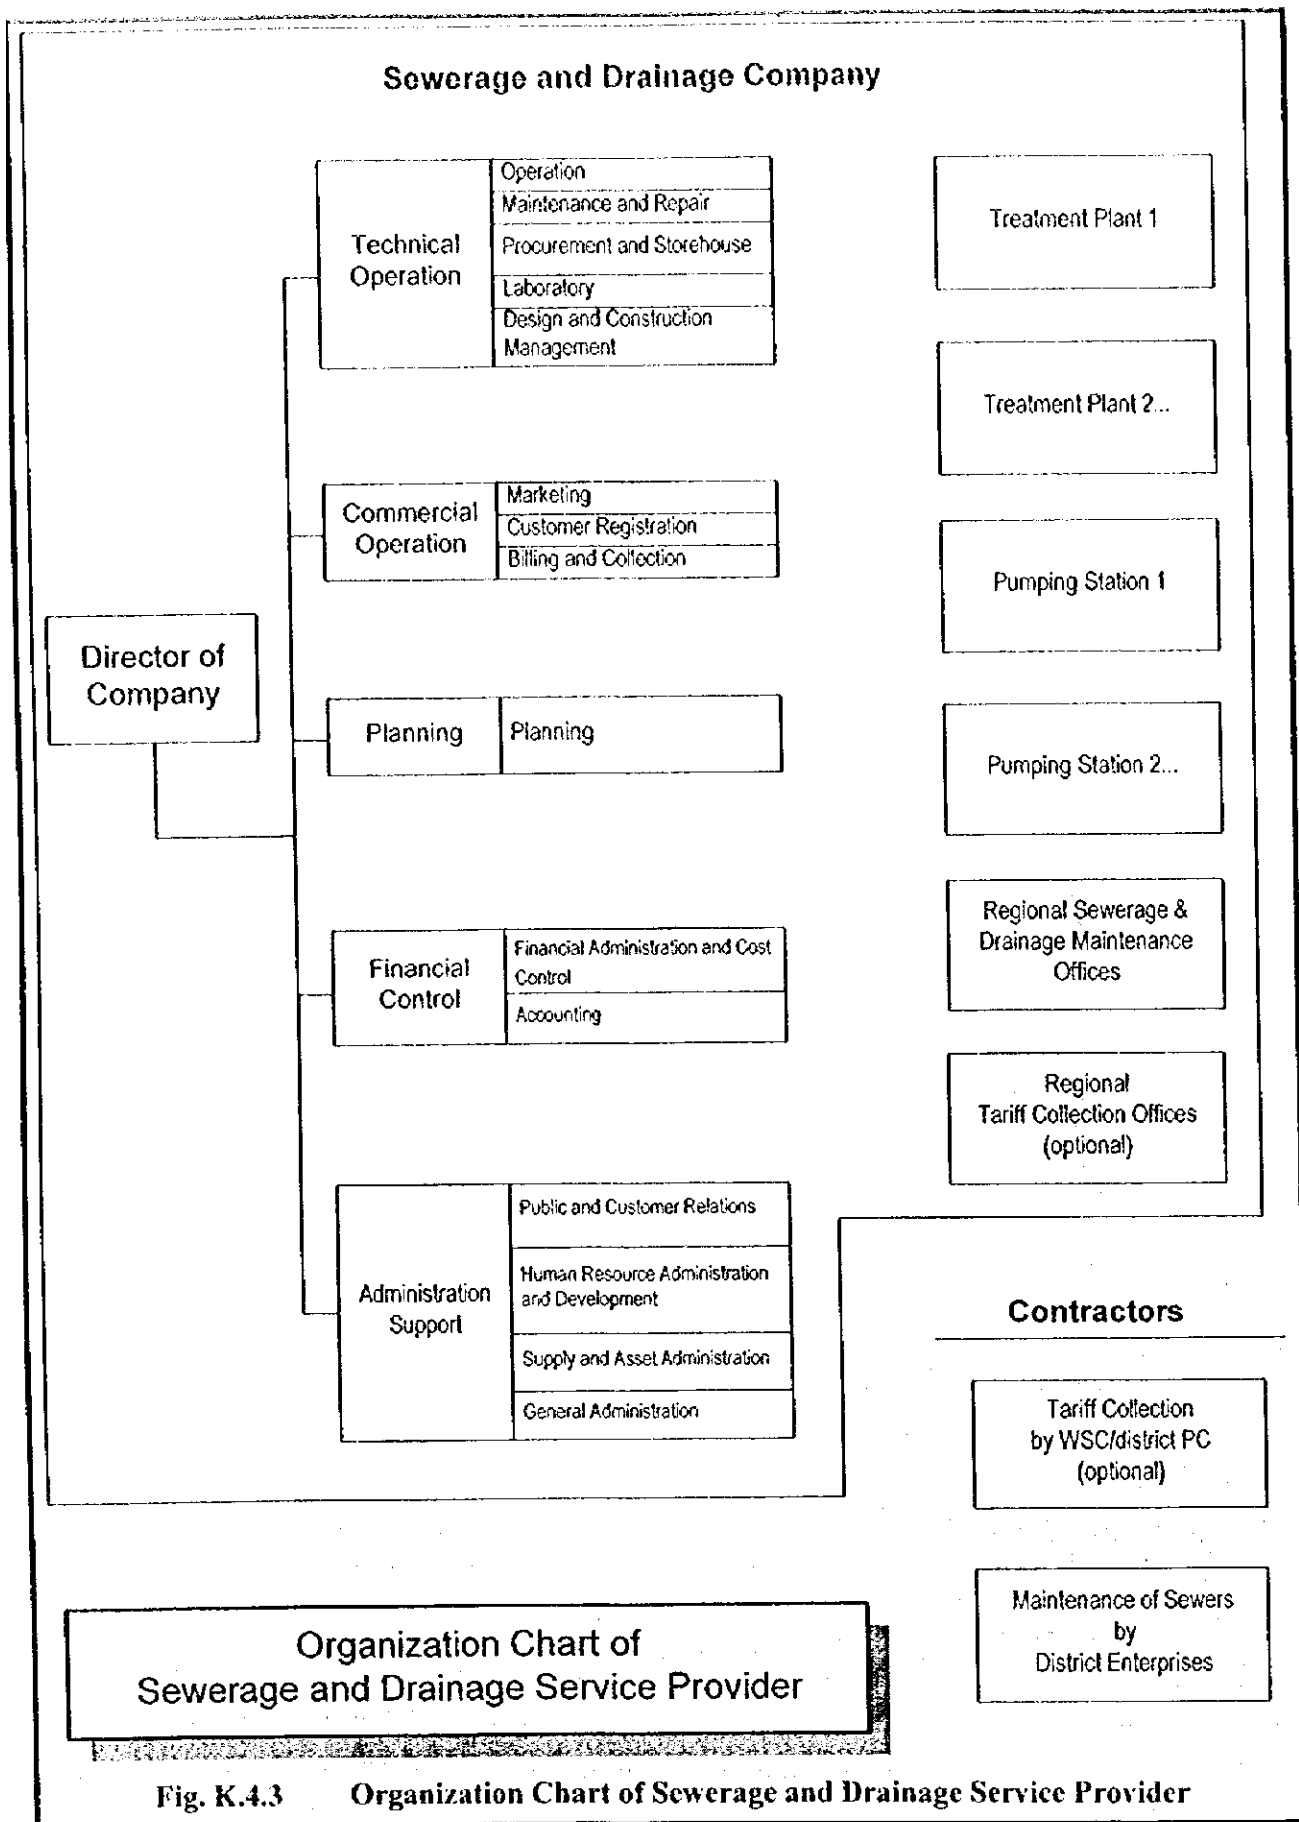 Sewerage and Drainage Company
Technical
Operation
Operation
Maintenance and Repair
Procurement and Storehouse
Laboratory
Design and Construction
Management
Commercial
Operation
Marketing
Customer Registration
Billing and Collection
Director of
Company
Planning
Planning
Financial
Control
Financial Administration and Cost
Control
Accounting
Administration
Support
Public and Customer Relations
Human Resource Administration
and Development
Supply and Asset Administration
General Administration
Treatment Plant 1
Treatment Plant 2...
Pumping Station 1
Pumping Station 2...
Regional Sewerage &
Drainage Maintenance
Offices
Regional
Tariff Collection Offices
(optional)
Contractors
Tariff Collection
by WSC/district PC
(optional)
Maintenance of Sewers
by
District Enterprises
Organization Chart of
Sewerage and Drainage Service Provider
Fig. K.4.3 Organization Chart of Sewerage and Drainage Service Provider